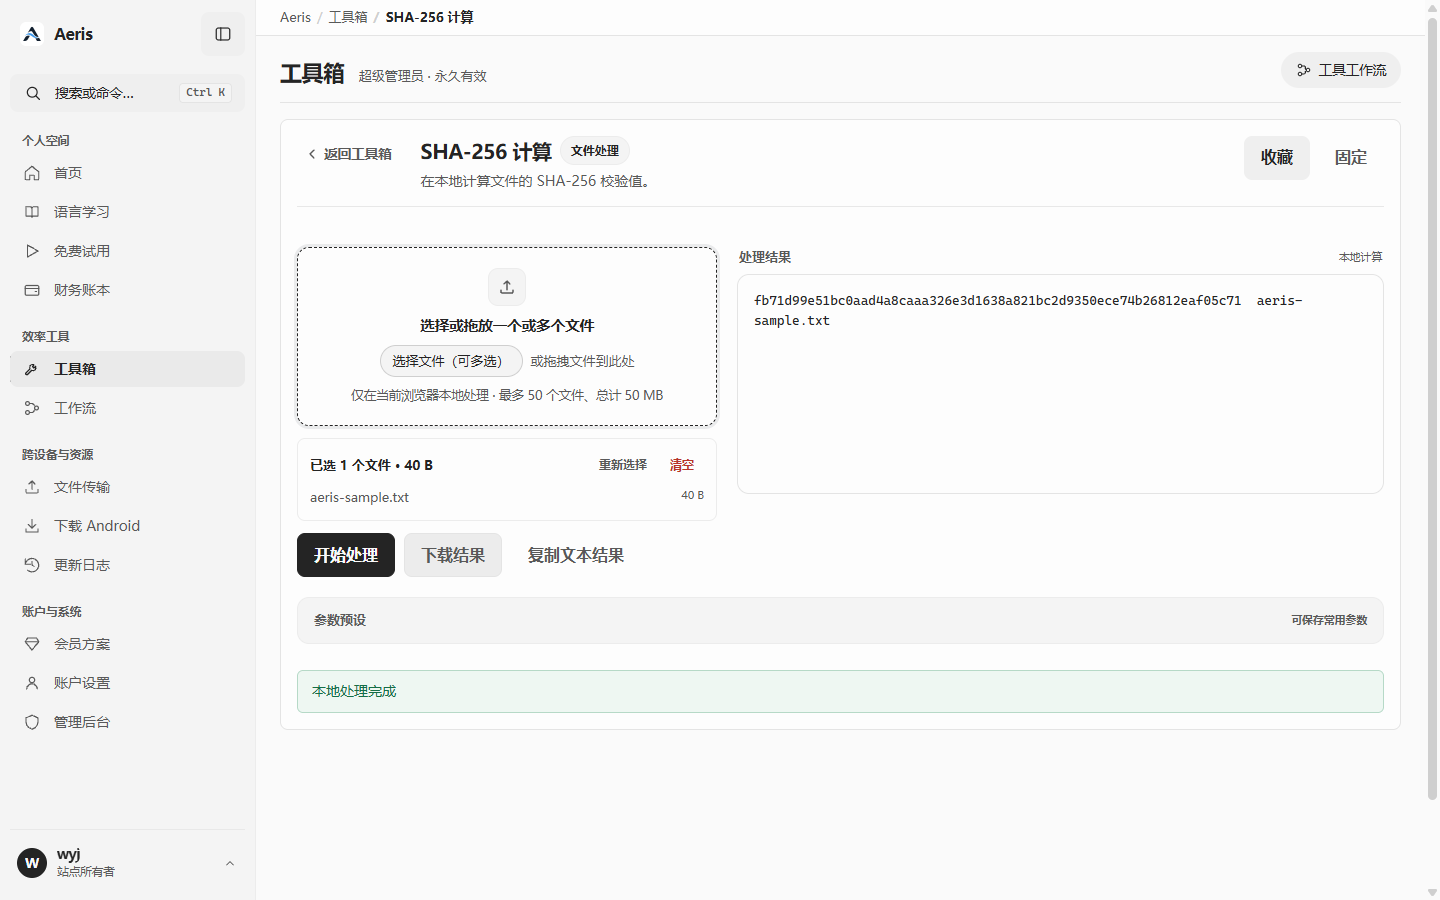 Aeris
搜索或命令... Ctrl K
个人空间
首页
语言学习
免费试用
财务账本
效率工具
工具箱
工作流
跨设备与资源
文件传输
下载 Android
更新日志
账户与系统
会员方案
账户设置
管理后台
W
wyj
站点所有者
Aeris / 工具箱 / SHA-256 计算
工具箱 超级管理员 · 永久有效
工具工作流
返回工具箱
SHA-256 计算 文件处理
在本地计算文件的 SHA-256 校验值。
收藏 固定
选择或拖放一个或多个文件
选择文件（可多选） 或拖拽文件到此处
仅在当前浏览器本地处理 · 最多 50 个文件、总计 50 MB
已选 1 个文件 • 40 B 重新选择 清空
aeris-sample.txt 40 B
开始处理 下载结果 复制文本结果
处理结果 本地计算
fb71d99e51bc0aad4a8caaa326e3d1638a821bc2d9350ece74b26812eaf05c71 aeris-
sample.txt
参数预设 可保存常用参数
本地处理完成